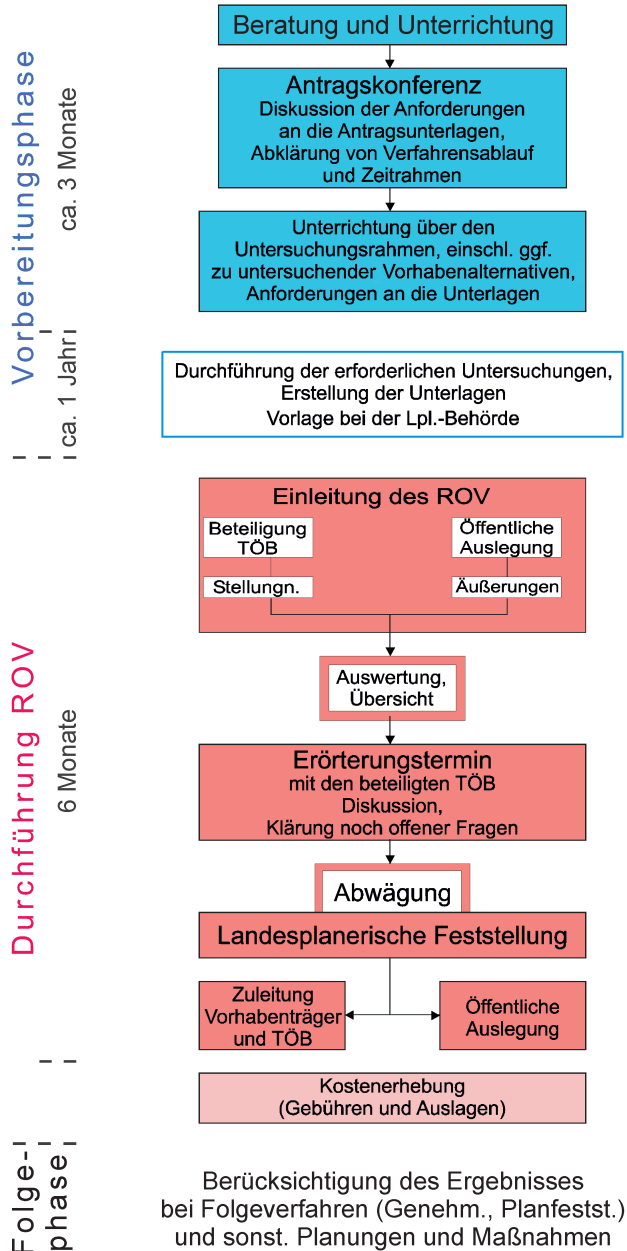 Vorbereitungsphase
ca. 3 Monate
Beratung und Unterrichtung
Antragskonferenz
Diskussion der Anforderungen
an die Antragsunterlagen,
Abklärung von Verfahrensablauf
und Zeitrahmen
Unterrichtung über den
Untersuchungsrahmen, einschl. ggf.
zu untersuchender Vorhabenalternativen,
Anforderungen an die Unterlagen
ca. 1 Jahr
Durchführung der erforderlichen Untersuchungen,
Erstellung der Unterlagen
Vorlage bei der Lpl.-Behörde
Durchführung ROV
6 Monate
Einleitung des ROV
Beteiligung
TÖB
Stellungn.
Öffentliche
Auslegung
Äußerungen
Auswertung,
Übersicht
Erörterungstermin
mit den beteiligten TÖB
Diskussion,
Klärung noch offener Fragen
Abwägung
Landesplanerische Feststellung
Zuleitung
Vorhabenträger
und TÖB
Öffentliche
Auslegung
Kostenerhebung
(Gebühren und Auslagen)
Folge-
phase
Berücksichtigung des Ergebnisses
bei Folgeverfahren (Genehm., Planfestst.)
und sonst. Planungen und Maßnahmen